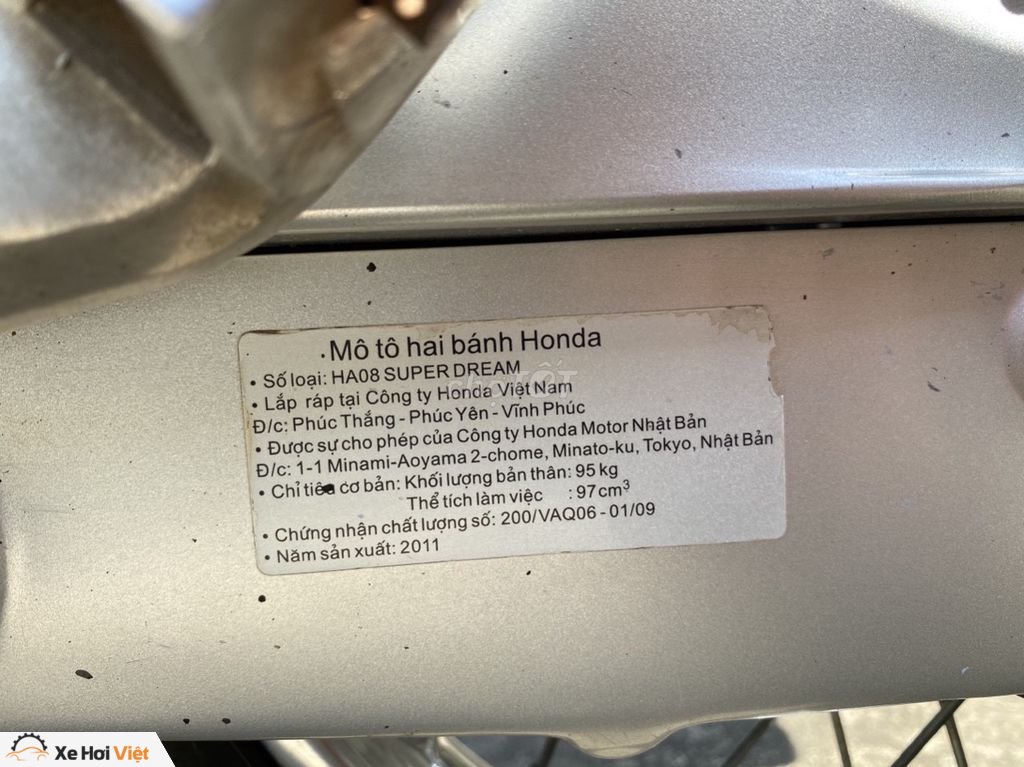 Mô tô hai bánh Honda
• Số loại: HA08 SUPER DREAM
• Lắp ráp tại Công ty Honda Việt Nam
Đ/c: Phúc Thắng - Phúc Yên - Vĩnh Phúc
• Được sự cho phép của Công ty Honda Motor Nhật Bản
Đ/c: 1-1 Minami-Aoyama 2-chome, Minato-ku, Tokyo, Nhật Bản
• Chỉ tiêu cơ bản: Khối lượng bản thân: 95 kg
Thể tích làm việc : 97cm³
• Chứng nhận chất lượng số: 200/VAQ06 - 01/09
• Năm sản xuất: 2011
chợTỐT
Xe Hơi Việt